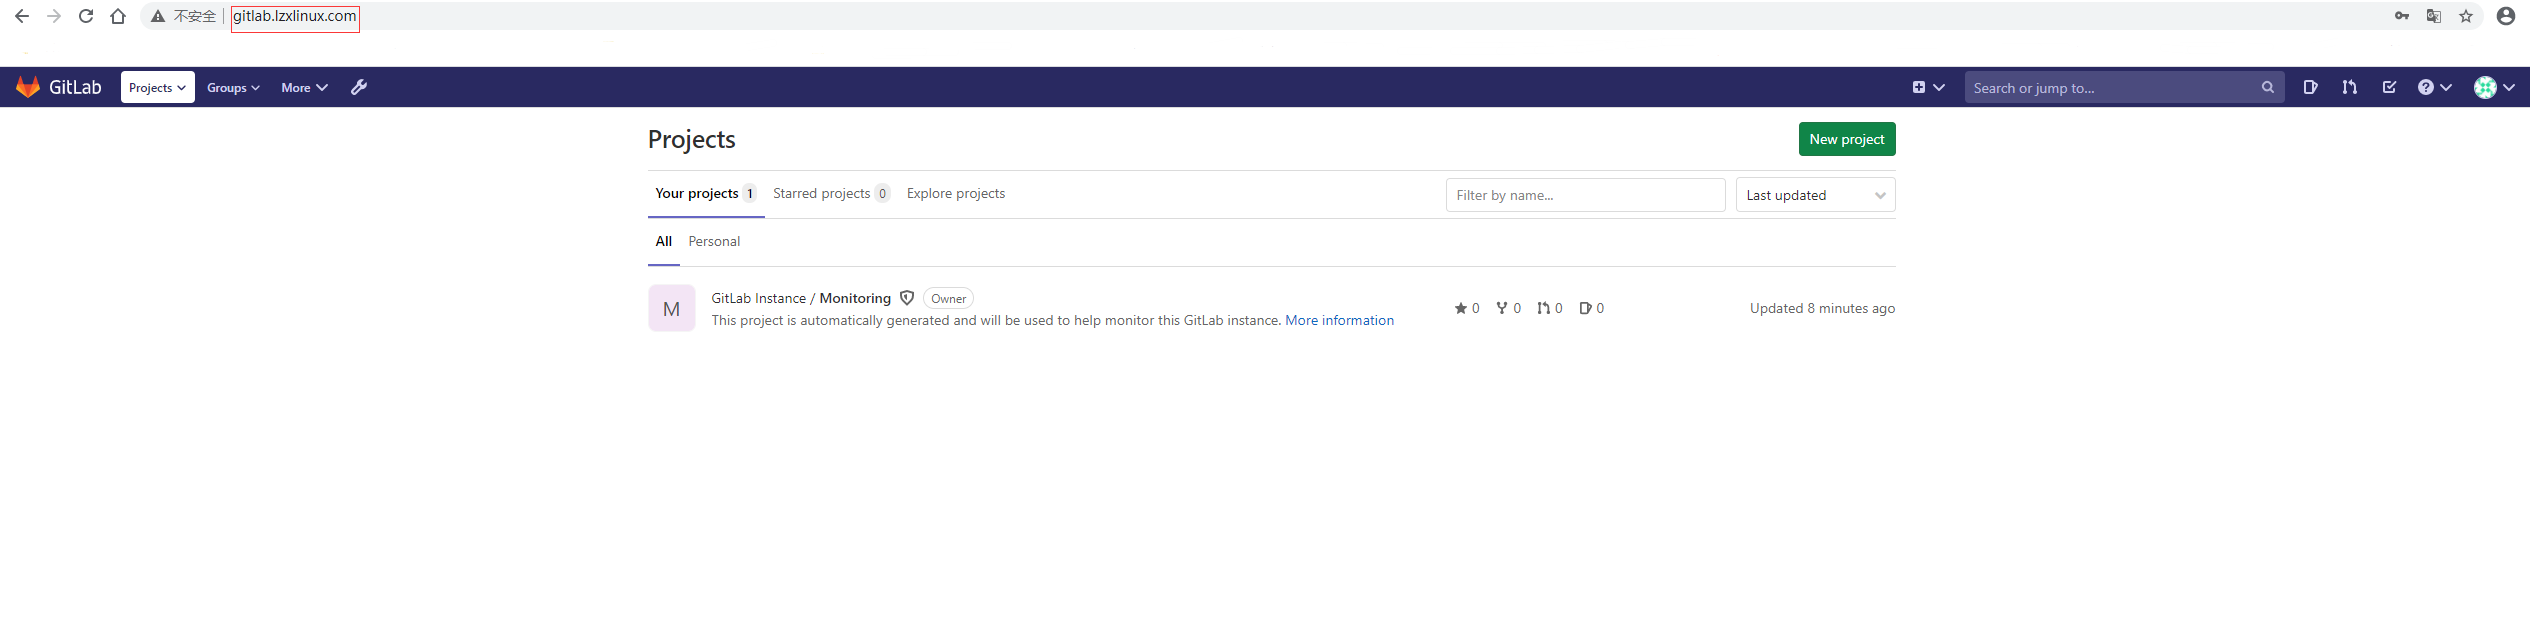 不安全 gitlab.lzxlinux.com
GitLab Projects Groups More Search or jump to...
Projects New project
Your projects 1 Starred projects 0 Explore projects Filter by name... Last updated
All Personal
M GitLab Instance / Monitoring Owner
This project is automatically generated and will be used to help monitor this GitLab instance. More information
0 0 0 0 Updated 8 minutes ago